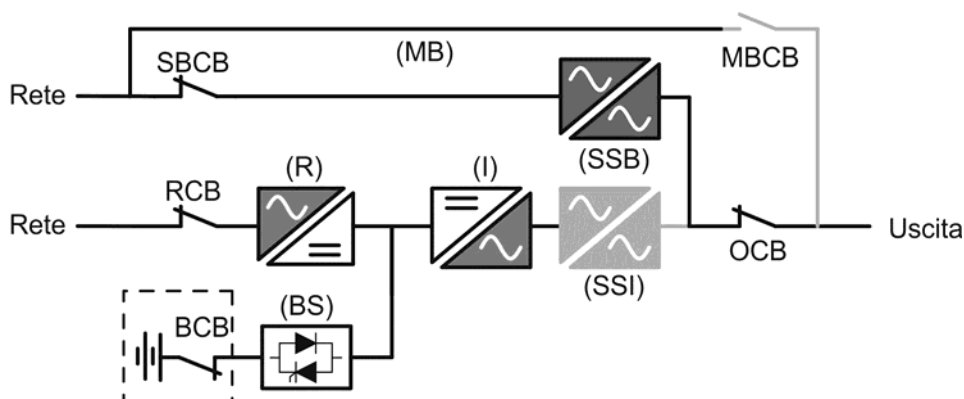 SBCB
(MB)
MBCB
Rete
(SSB)
RCB
(R)
(I)
Rete
Uscita
OCB
(SSI)
BCB
(BS)